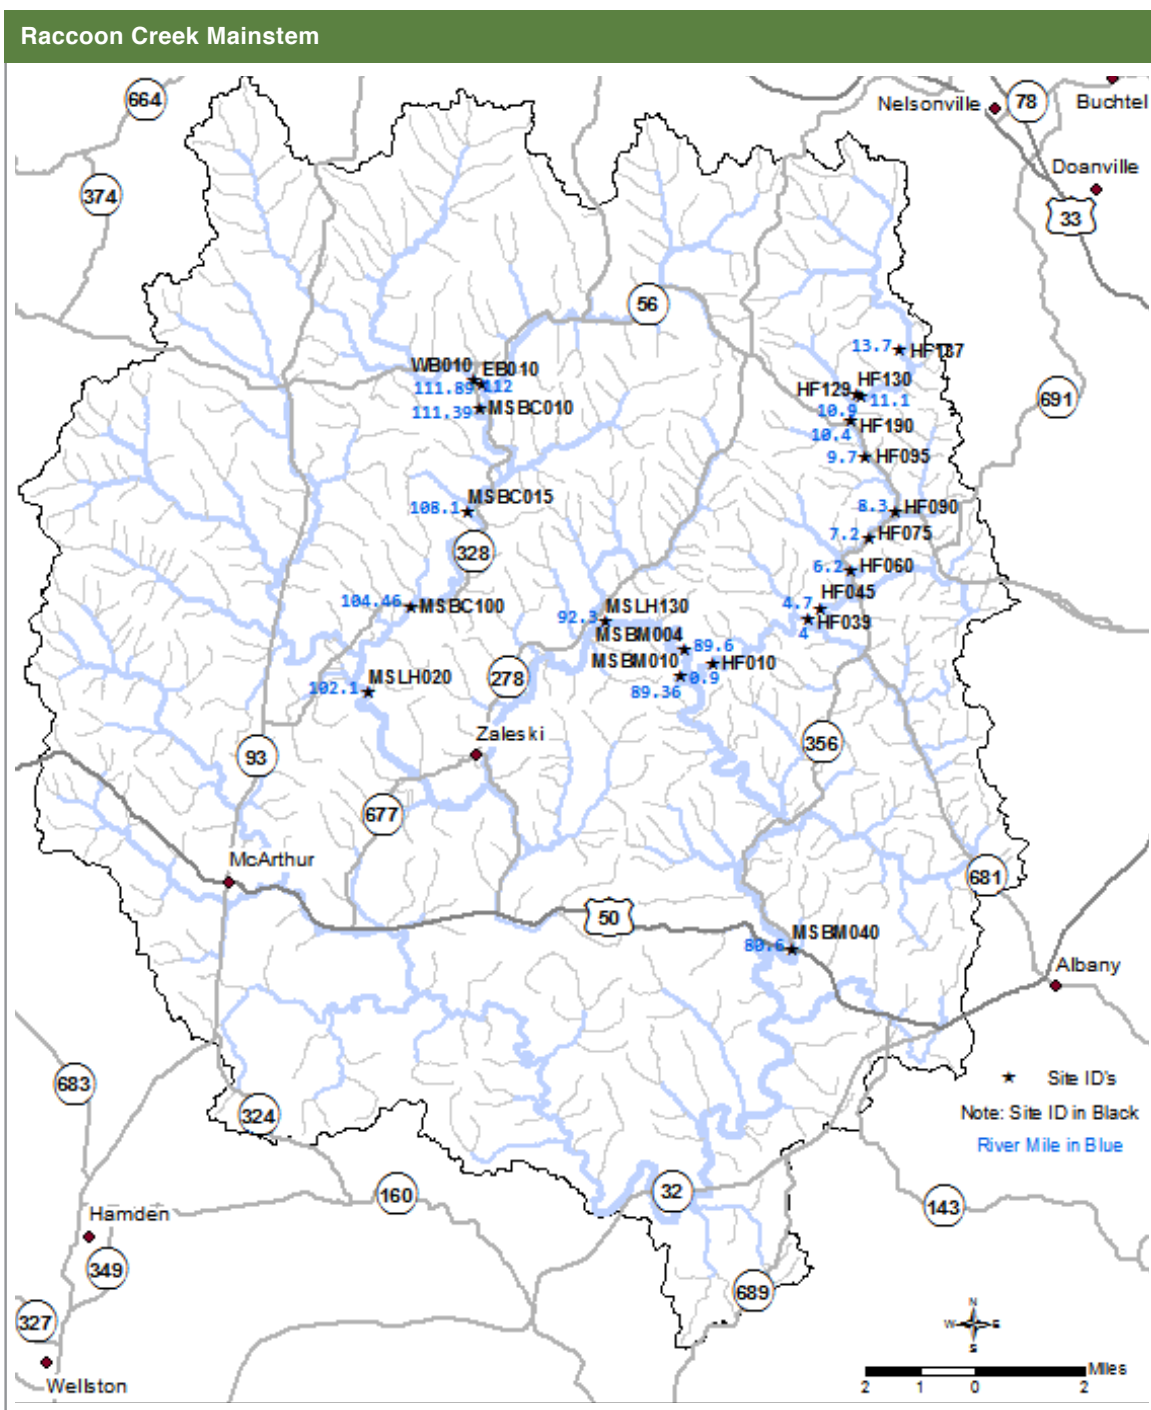 Raccoon Creek Mainstem
664
Nelsonville
78
Buchtel
Doanville
374
33
56
13.7
HF137
WB010
EB010
111.89
112
HF129
HF130
11.1
691
111.39
MSBC010
10.9
HF190
10.4
9.7
HF095
108.1
MSBC015
8.3
HF090
7.2
HF075
328
6.2
HF060
104.46
MSBC100
4.7
HF045
92.3
MSLH130
HF039
4
MSBM004
89.6
MSBM010
HF010
0.9
89.36
102.1
MSLH020
278
Zaleski
93
356
677
McArthur
681
50
MSBM040
80.6
Albany
683
Site ID's
324
Note: Site ID in Black
River Mile in Blue
160
32
143
Hamden
349
689
327
N
W
E
S
Wellston
Miles
2
1
0
2